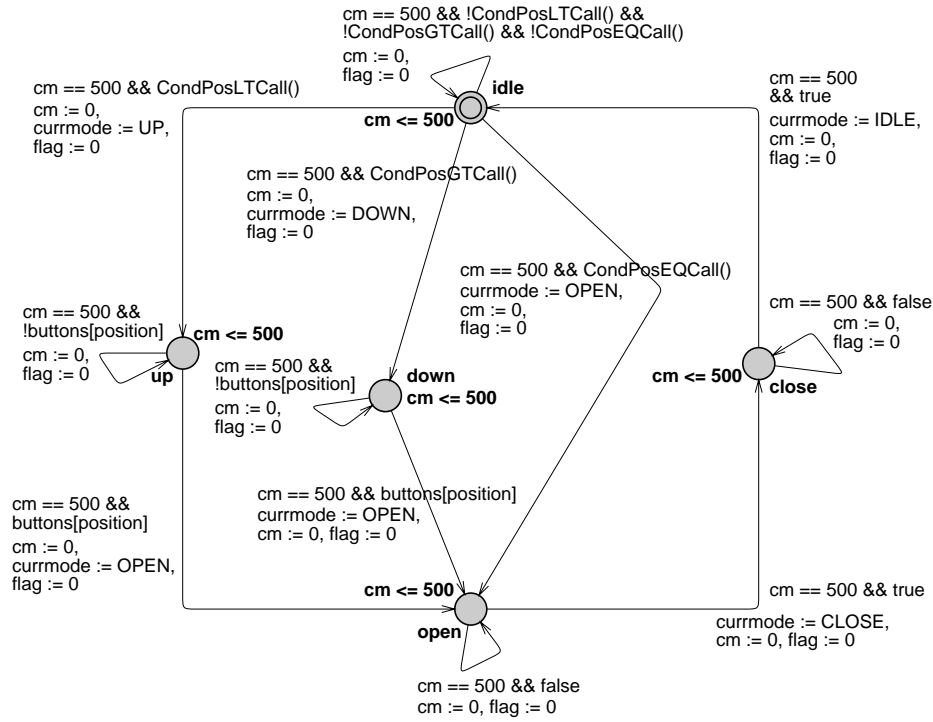 cm == 500 && !CondPosLTCall() &&
!CondPosGTCall() && !CondPosEQCall()
cm := 0,
flag := 0
idle
cm <= 500
cm == 500 && CondPosLTCall()
cm := 0,
currmode := UP,
flag := 0
cm == 500
&& true
currmode := IDLE,
cm := 0,
flag := 0
cm == 500 && CondPosGTCall()
cm := 0,
currmode := DOWN,
flag := 0
cm == 500 && CondPosEQCall()
currmode := OPEN,
cm := 0,
flag := 0
cm == 500 &&
!buttons[position]
cm := 0,
flag := 0
cm <= 500
up
cm == 500 &&
!buttons[position]
cm := 0,
flag := 0
down
cm <= 500
cm == 500 && false
cm := 0,
flag := 0
cm <= 500
close
cm == 500 &&
buttons[position]
cm := 0,
currmode := OPEN,
flag := 0
cm == 500 && buttons[position]
currmode := OPEN,
cm := 0, flag := 0
cm <= 500
open
cm == 500 && true
currmode := CLOSE,
cm := 0, flag := 0
cm == 500 && false
cm := 0, flag := 0